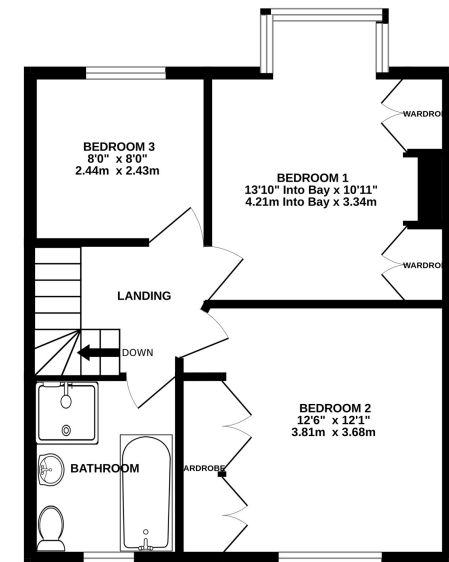 BEDROOM 3
8'0" x 8'0"
2.44m x 2.43m
WARDROB
BEDROOM 1
13'10" Into Bay x 10'11"
4.21m Into Bay x 3.34m
WARDROB
LANDING
DOWN
BEDROOM 2
12'6" x 12'1"
3.81m x 3.68m
BATHROOM
ARDROBE